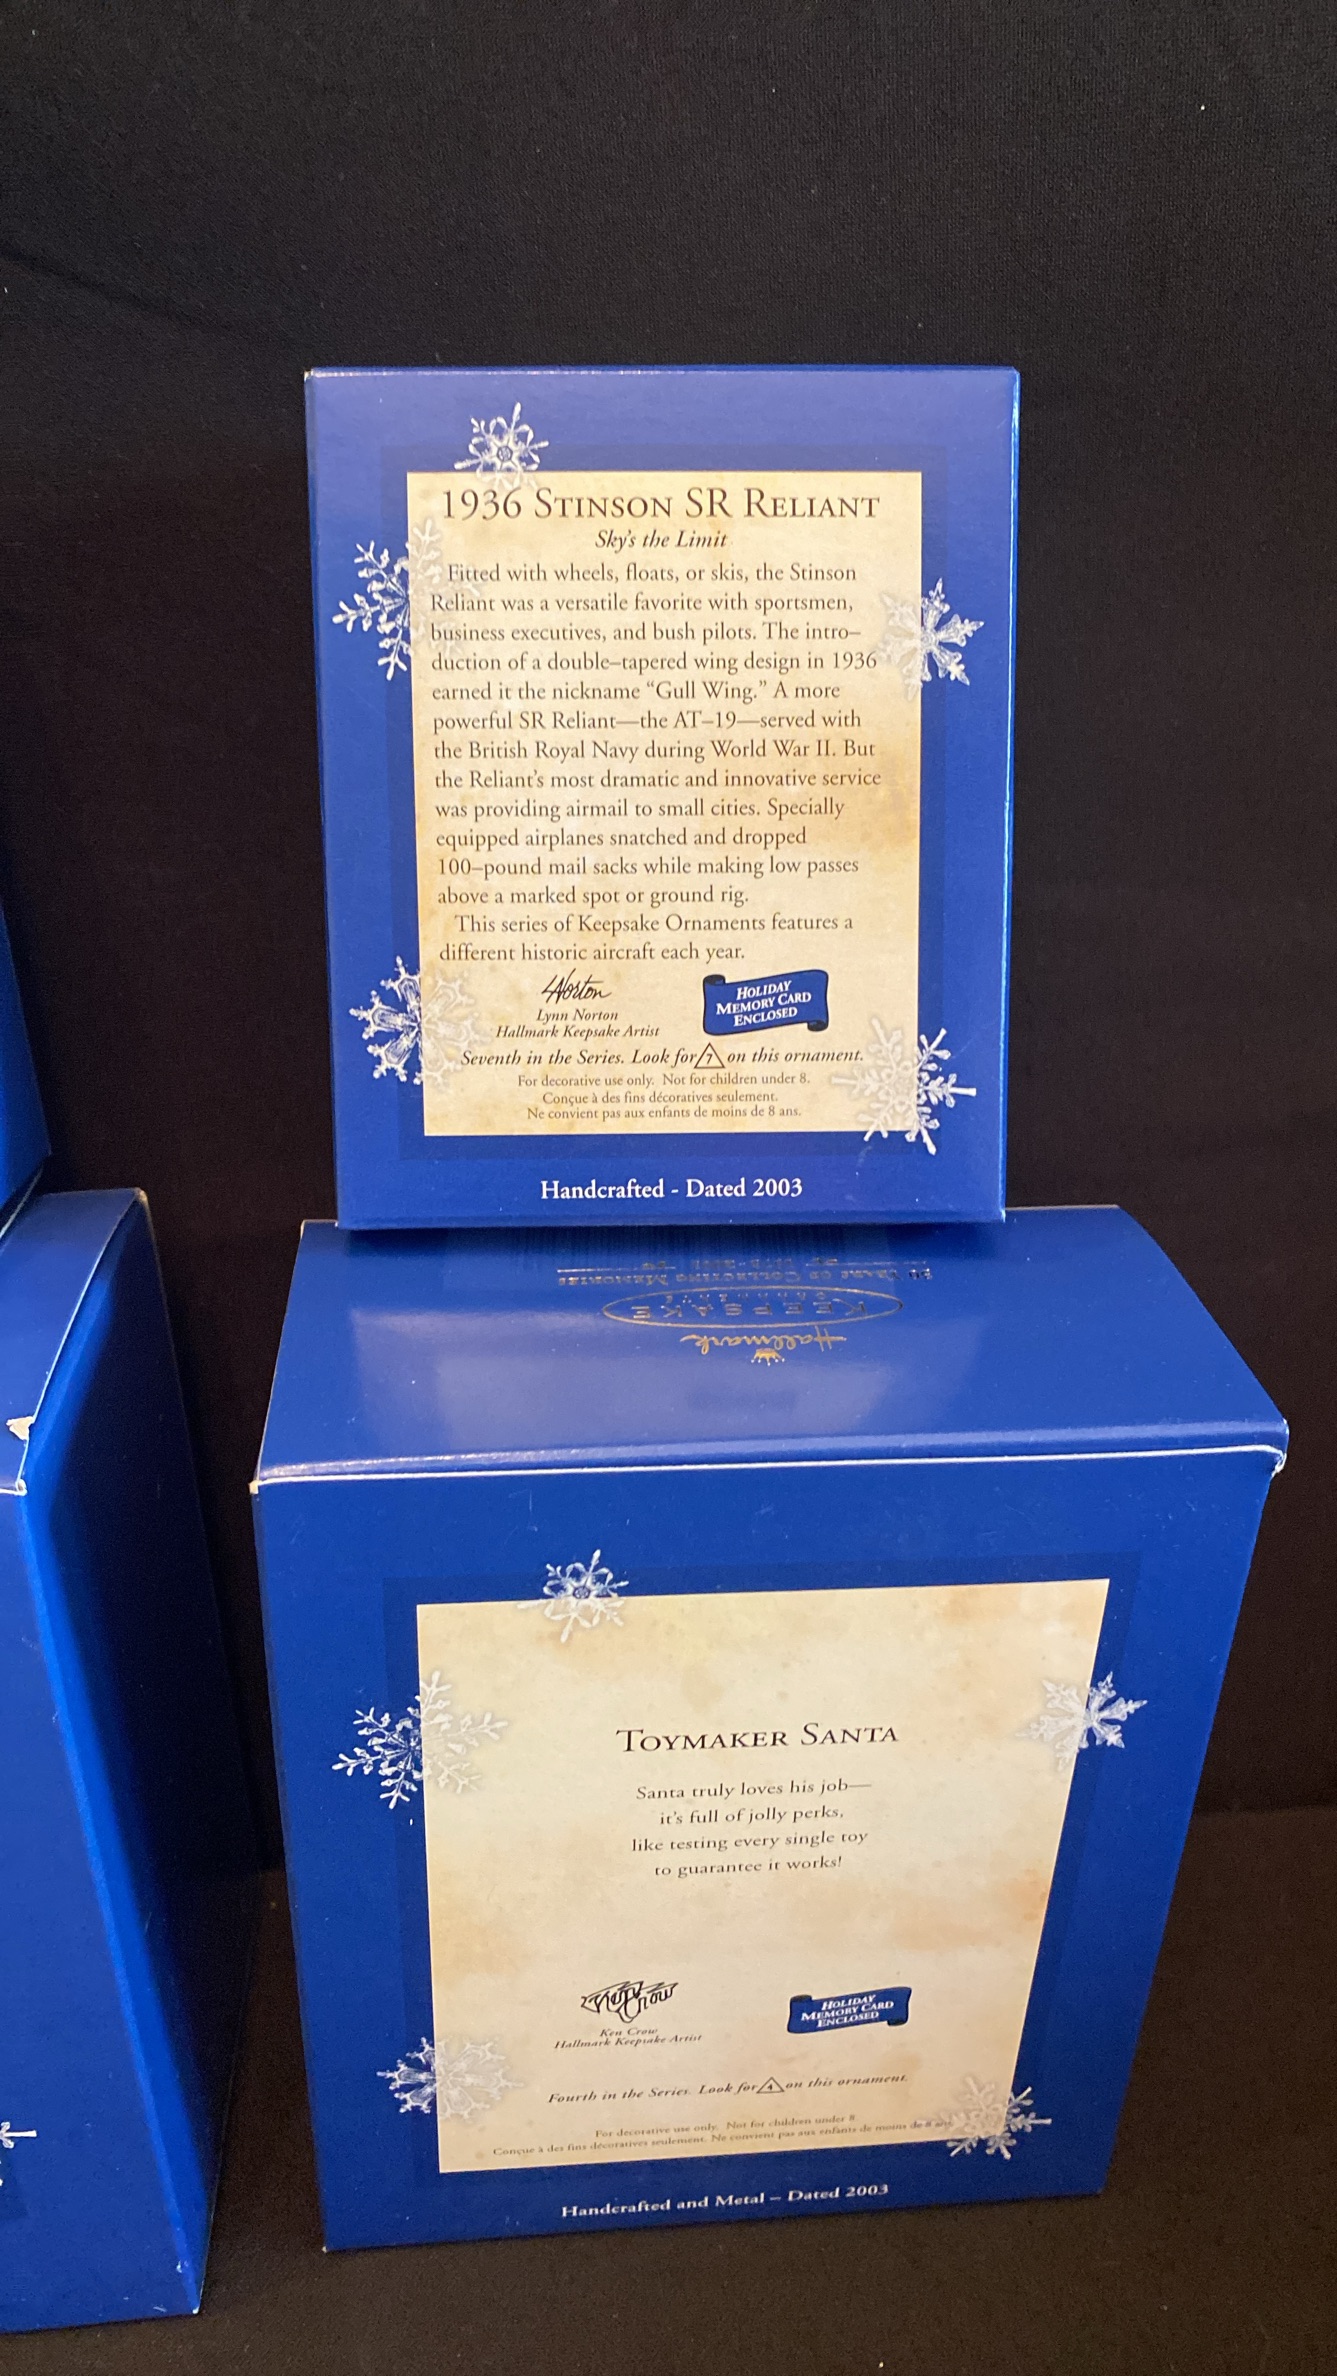 1936 Stinson SR Reliant
Sky's the Limit
Fitted with wheels, floats, or skis, the Stinson
Reliant was a versatile favorite with sportsmen,
business executives, and bush pilots. The intro–
duction of a double–tapered wing design in 1936
earned it the nickname “Gull Wing.” A more
powerful SR Reliant—the AT–19—served with
the British Royal Navy during World War II. But
the Reliant's most dramatic and innovative service
was providing airmail to small cities. Specially
equipped airplanes snatched and dropped
100–pound mail sacks while making low passes
above a marked spot or ground rig.
This series of Keepsake Ornaments features a
different historic aircraft each year.
LNorton
Lynn Norton
Hallmark Keepsake Artist
Holiday
Memory Card
Enclosed
Seventh in the Series. Look for 7 on this ornament.
For decorative use only. Not for children under 8.
Conçue à des fins décoratives seulement.
Ne convient pas aux enfants de moins de 8 ans.
Handcrafted - Dated 2003
Hallmark
KEEPSAKE
Years of Collecting Memories
Toymaker Santa
Santa truly loves his job—
it's full of jolly perks,
like testing every single toy
to guarantee it works!
Ken Crow
Ken Crow
Hallmark Keepsake Artist
Holiday
Memory Card
Enclosed
Fourth in the Series. Look for 4 on this ornament.
For decorative use only. Not for children under 8.
Conçue à des fins décoratives seulement. Ne convient pas aux enfants de moins de 8 ans.
Handcrafted and Metal – Dated 2003